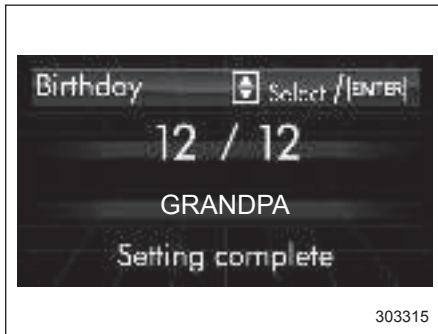 Birthday Select /ENTER
12 / 12
GRANDPA
Setting complete
303315